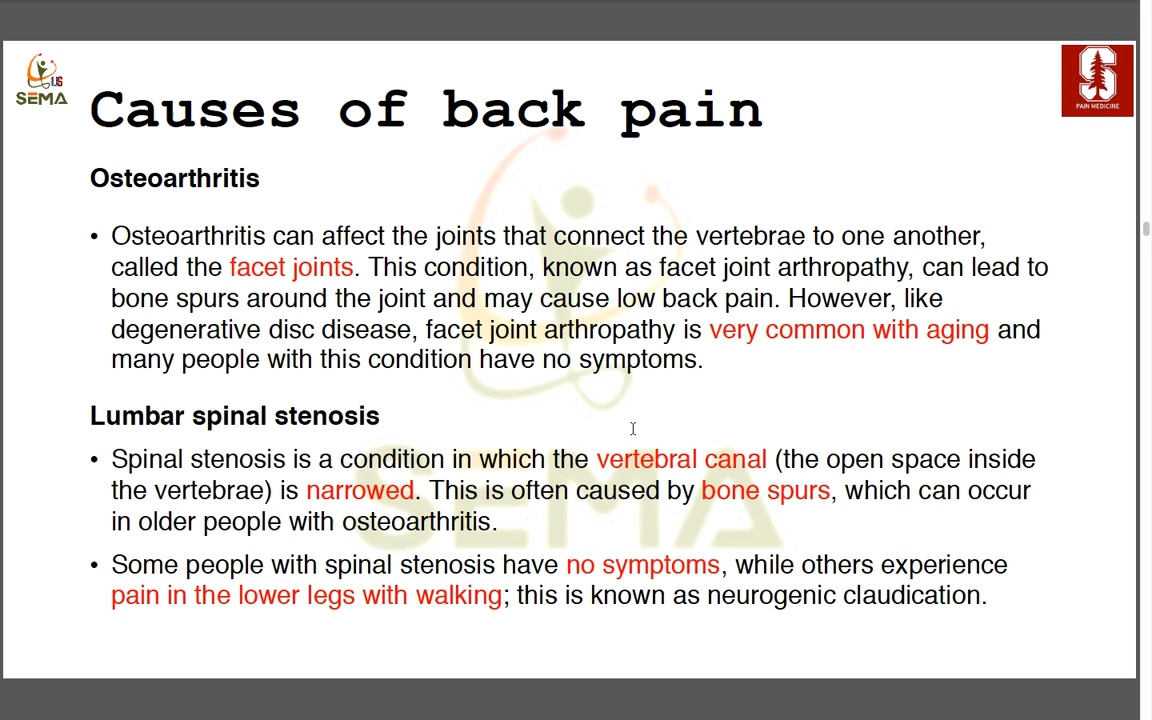 US
SEMA
S
PAIN MEDICINE
Causes of back pain
Osteoarthritis
• Osteoarthritis can affect the joints that connect the vertebrae to one another,
called the facet joints. This condition, known as facet joint arthropathy, can lead to
bone spurs around the joint and may cause low back pain. However, like
degenerative disc disease, facet joint arthropathy is very common with aging and
many people with this condition have no symptoms.
Lumbar spinal stenosis
• Spinal stenosis is a condition in which the vertebral canal (the open space inside
the vertebrae) is narrowed. This is often caused by bone spurs, which can occur
in older people with osteoarthritis.
• Some people with spinal stenosis have no symptoms, while others experience
pain in the lower legs with walking; this is known as neurogenic claudication.
SEMA